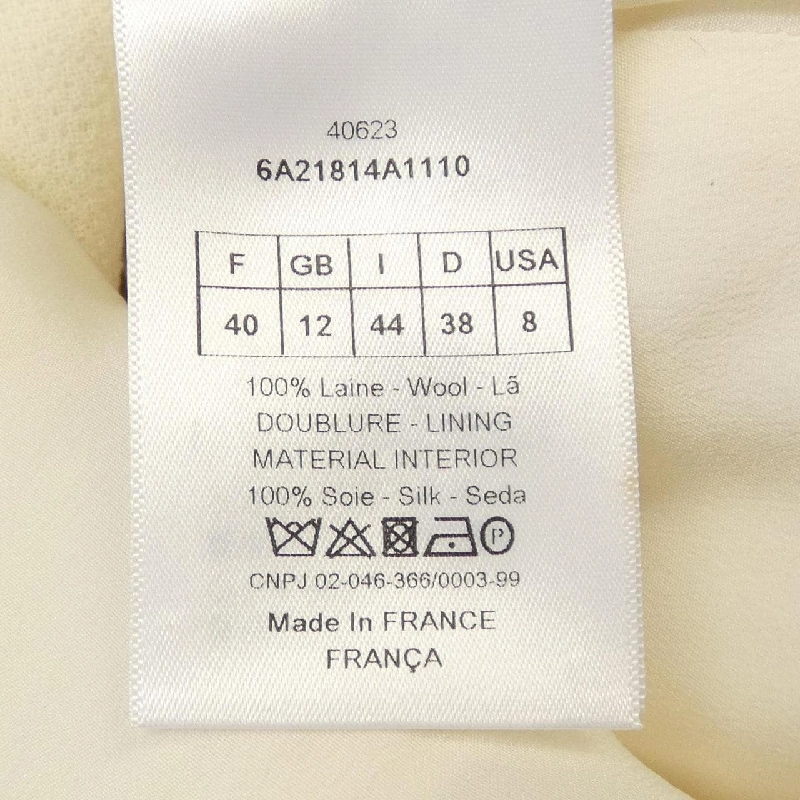 40623
6A21814A1110
F GB I D USA
40 12 44 38 8
100% Laine - Wool - Lã
DOUBLURE - LINING
MATERIAL INTERIOR
100% Soie - Silk - Seda
P
CNPJ 02-046-366/0003-99
Made In FRANCE
FRANÇA